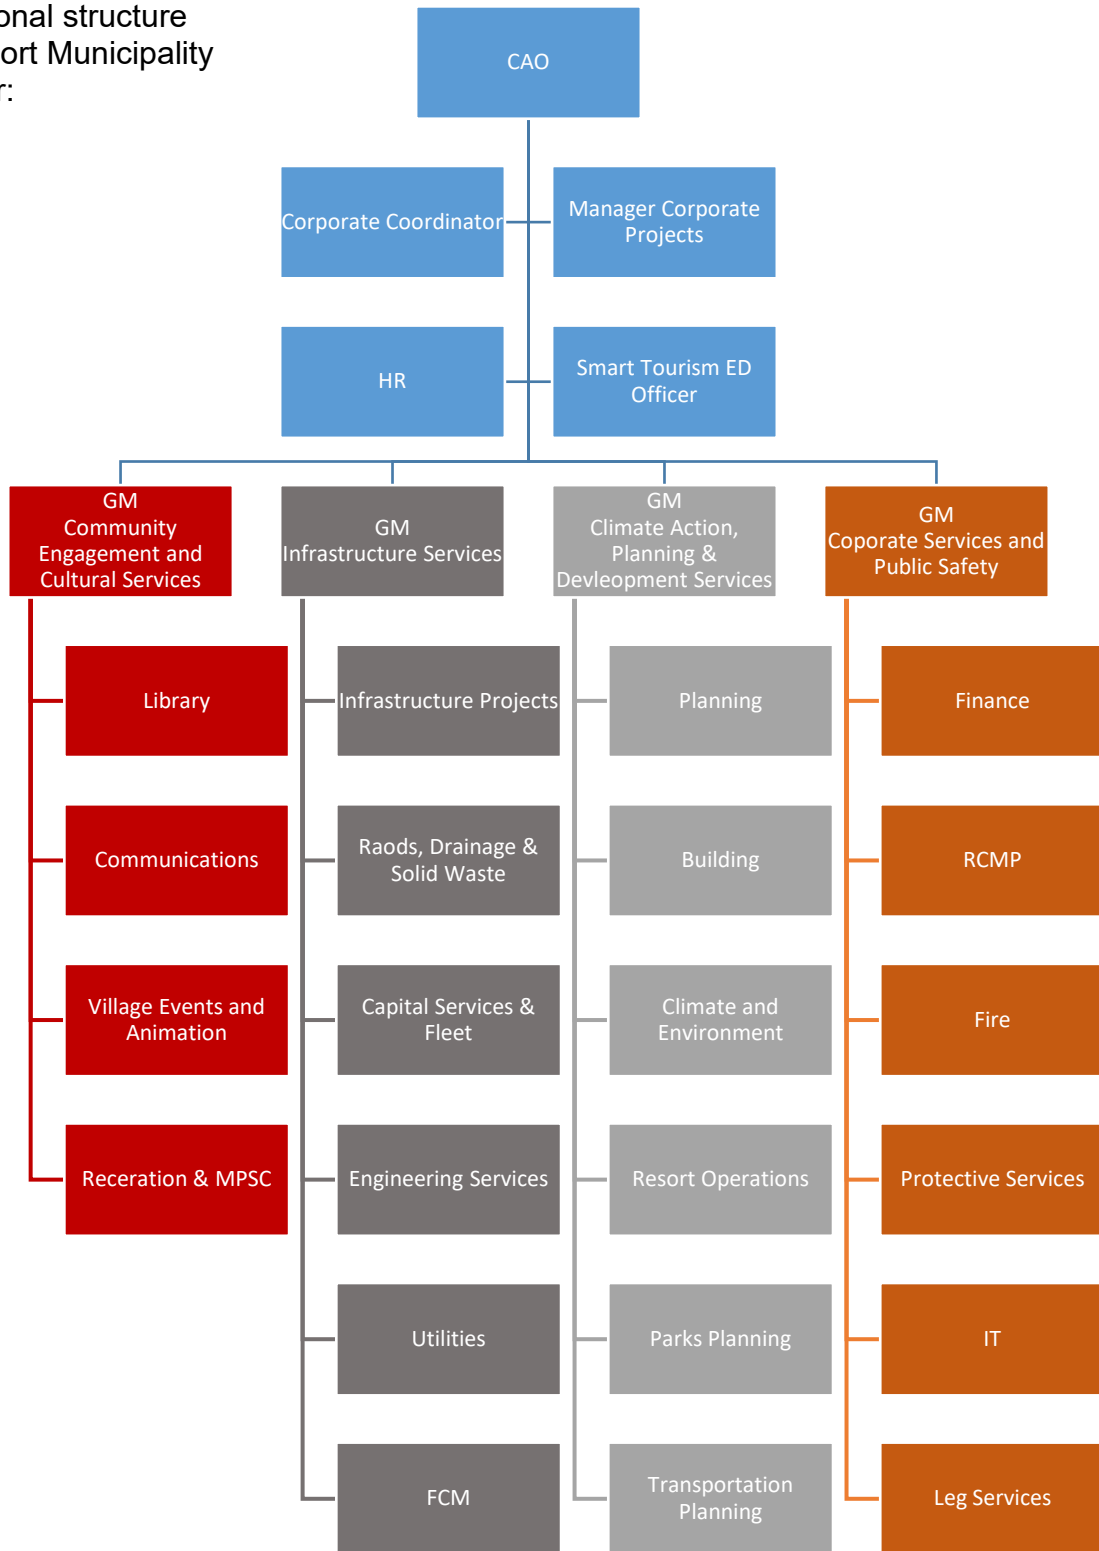 onal structure
ort Municipality
r:
CAO
Corporate Coordinator
Manager Corporate
Projects
HR
Smart Tourism ED
Officer
GM
Community
Engagement and
Cultural Services
GM
Infrastructure Services
GM
Climate Action,
Planning &
Devleopment Services
GM
Coporate Services and
Public Safety
Library
Infrastructure Projects
Planning
Finance
Communications
Raods, Drainage &
Solid Waste
Building
RCMP
Village Events and
Animation
Capital Services &
Fleet
Climate and
Environment
Fire
Receration & MPSC
Engineering Services
Resort Operations
Protective Services
Utilities
Parks Planning
IT
FCM
Transportation
Planning
Leg Services